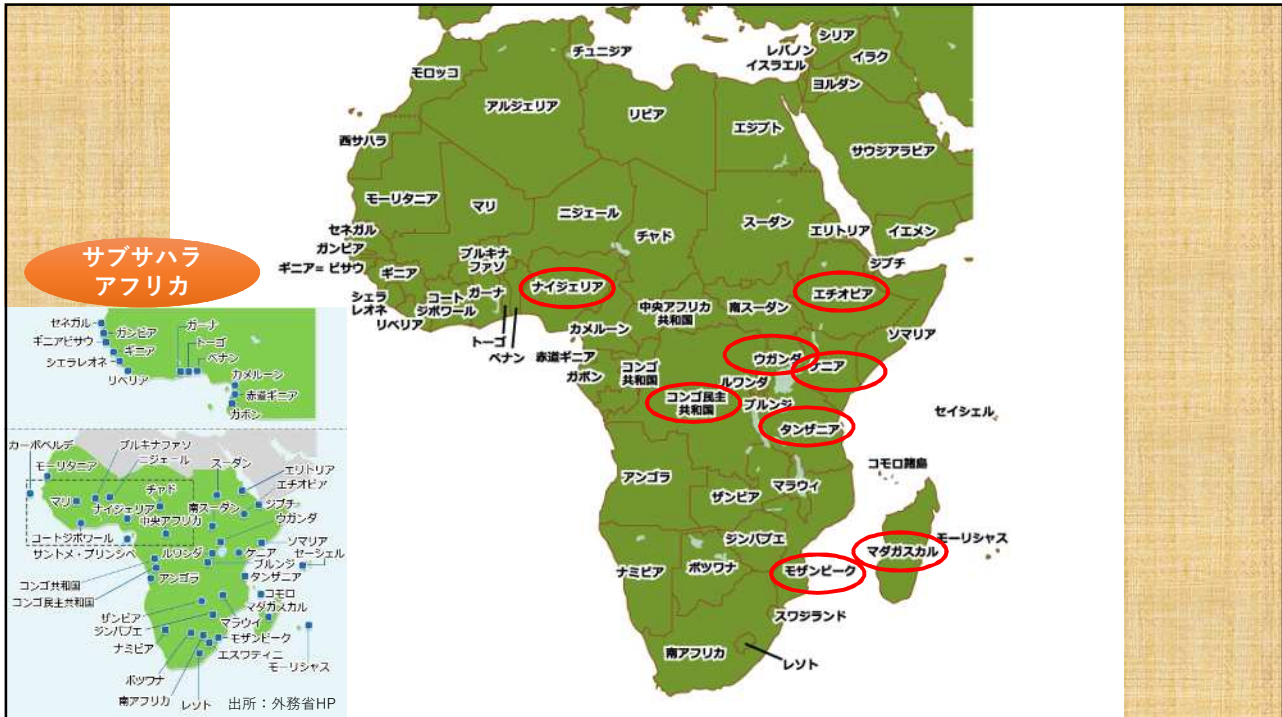 チュニジア
レバノン
シリア
イスラエル
イラク
モロッコ
ヨルダン
アルジェリア
リビア
エジプト
西サハラ
サウジアラビア
モーリタニア
マリ
ニジェール
チャド
スーダン
エリトリア
イエメン
セネガル
ガンビア
ギニア= ビサウ
ギニア
ブルキナ
ファソ
ジブチ
ナイジェリア
エチオピア
シェラ
レオネ
コート
ジボワール
ガーナ
リベリア
トーゴ
ベナン
中央アフリカ
共和国
南スーダン
ソマリア
カメルーン
赤道ギニア
ガボン
コンゴ
共和国
ウガンダ
ケニア
ルワンダ
コンゴ民主
共和国
ブルンジ
タンザニア
セイシェル
コモロ諸島
アンゴラ
ザンビア
マラウィ
ジンバブエ
モーリシャス
マダガスカル
ナミビア
ボツワナ
モザンビーク
スワジランド
南アフリカ
レソト
サブサハラ
アフリカ
セネガル
ガンビア
ギニアビサウ
ギニア
シエラレオネ
リベリア
ガーナ
トーゴ
ベナン
カメルーン
赤道ギニア
ガボン
カーボベルデ
ブルキナファソ
モーリタニア
ニジェール
スーダン
エリトリア
エチオピア
マリ
チャド
ジブチ
ナイジェリア
南スーダン
中央アフリカ
ウガンダ
コートジボワール
サントメ・プリンシペ
ソマリア
ルワンダ
ケニア
セーシェル
ブルンジ
コンゴ共和国
アンゴラ
タンザニア
コンゴ民主共和国
コモロ
マダガスカル
ザンビア
マラウイ
ジンバブエ
モザンビーク
ナミビア
エスワティニ
モーリシャス
ボツワナ
南アフリカ
レソト
出所：外務省HP